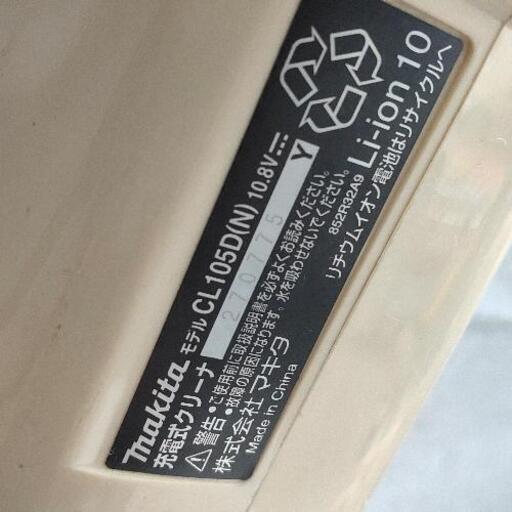 makita モデル CL105D(N) 10.8V
充電式クリーナ 270775 Y
警告・ご使用前に取扱説明書を必ずよくお読みください。
・故障の原因になります。水を吸わせないでください。
株式会社 マキタ 852R32A9
Made in China
Li-ion 10
リチウムイオン電池はリサイクルへ